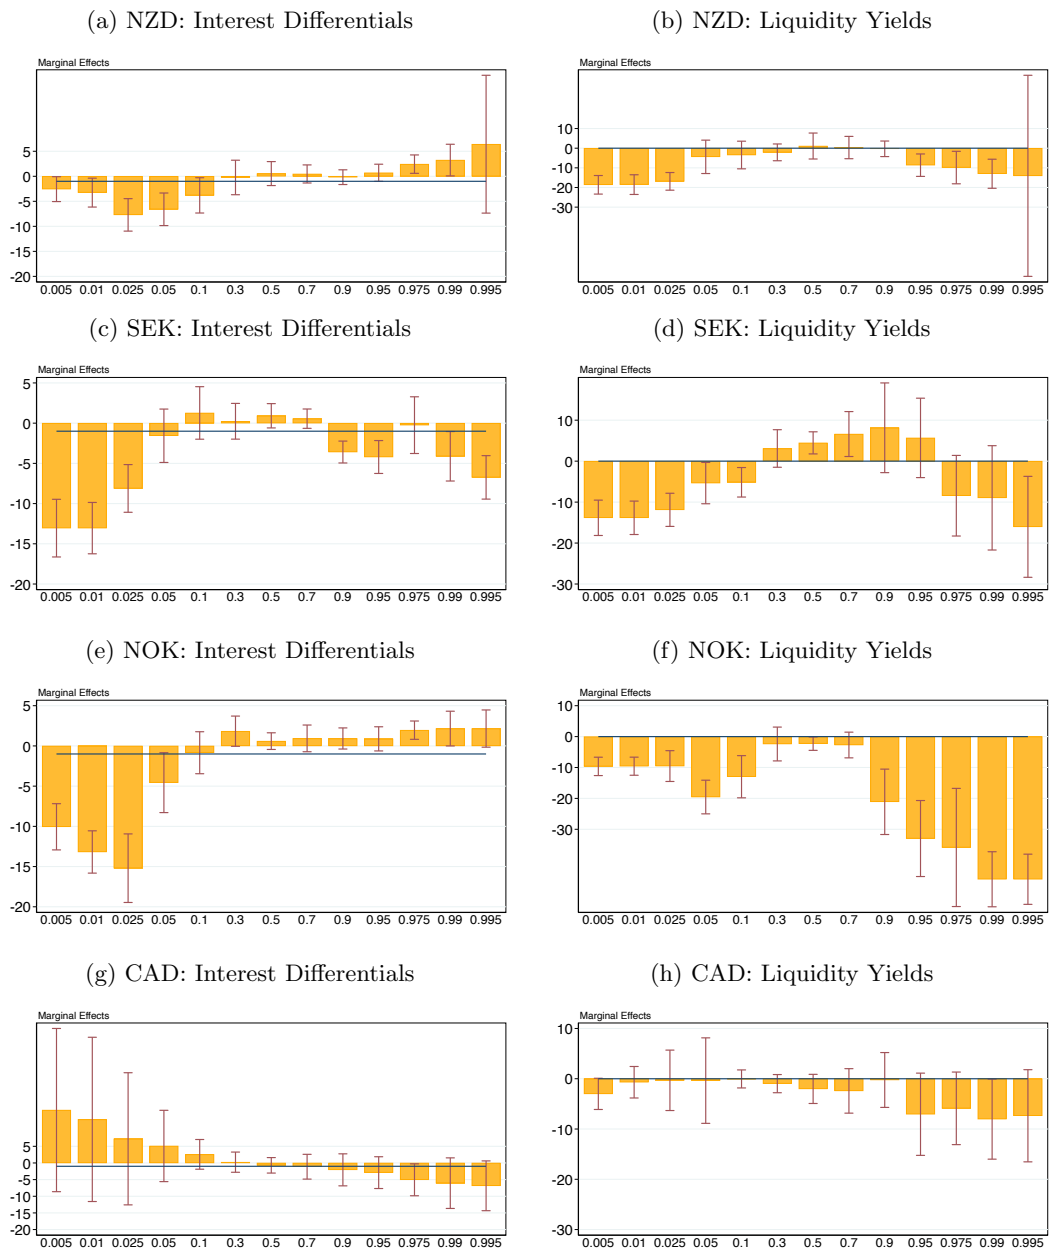 (a) NZD: Interest Differentials
(b) NZD: Liquidity Yields
Marginal Effects
5
0
-5
-10
-15
-20
0.005 0.01 0.025 0.05 0.1 0.3 0.5 0.7 0.9 0.95 0.975 0.99 0.995
Marginal Effects
10
0
-10
-20
-30
0.005 0.01 0.025 0.05 0.1 0.3 0.5 0.7 0.9 0.95 0.975 0.99 0.995
(c) SEK: Interest Differentials
(d) SEK: Liquidity Yields
Marginal Effects
5
0
-5
-10
-15
-20
0.005 0.01 0.025 0.05 0.1 0.3 0.5 0.7 0.9 0.95 0.975 0.99 0.995
Marginal Effects
10
0
-10
-20
-30
0.005 0.01 0.025 0.05 0.1 0.3 0.5 0.7 0.9 0.95 0.975 0.99 0.995
(e) NOK: Interest Differentials
(f) NOK: Liquidity Yields
Marginal Effects
5
0
-5
-10
-15
-20
0.005 0.01 0.025 0.05 0.1 0.3 0.5 0.7 0.9 0.95 0.975 0.99 0.995
Marginal Effects
10
0
-10
-20
-30
0.005 0.01 0.025 0.05 0.1 0.3 0.5 0.7 0.9 0.95 0.975 0.99 0.995
(g) CAD: Interest Differentials
(h) CAD: Liquidity Yields
Marginal Effects
5
0
-5
-10
-15
-20
0.005 0.01 0.025 0.05 0.1 0.3 0.5 0.7 0.9 0.95 0.975 0.99 0.995
Marginal Effects
10
0
-10
-20
-30
0.005 0.01 0.025 0.05 0.1 0.3 0.5 0.7 0.9 0.95 0.975 0.99 0.995